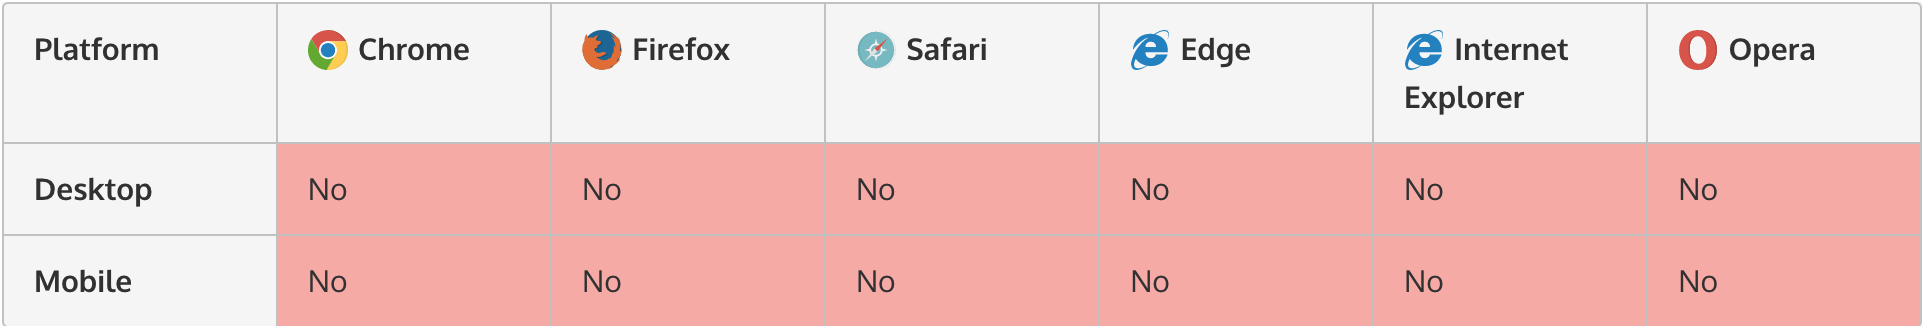 Platform Chrome Firefox Safari Edge Internet Explorer Opera
Desktop No No No No No No
Mobile No No No No No No